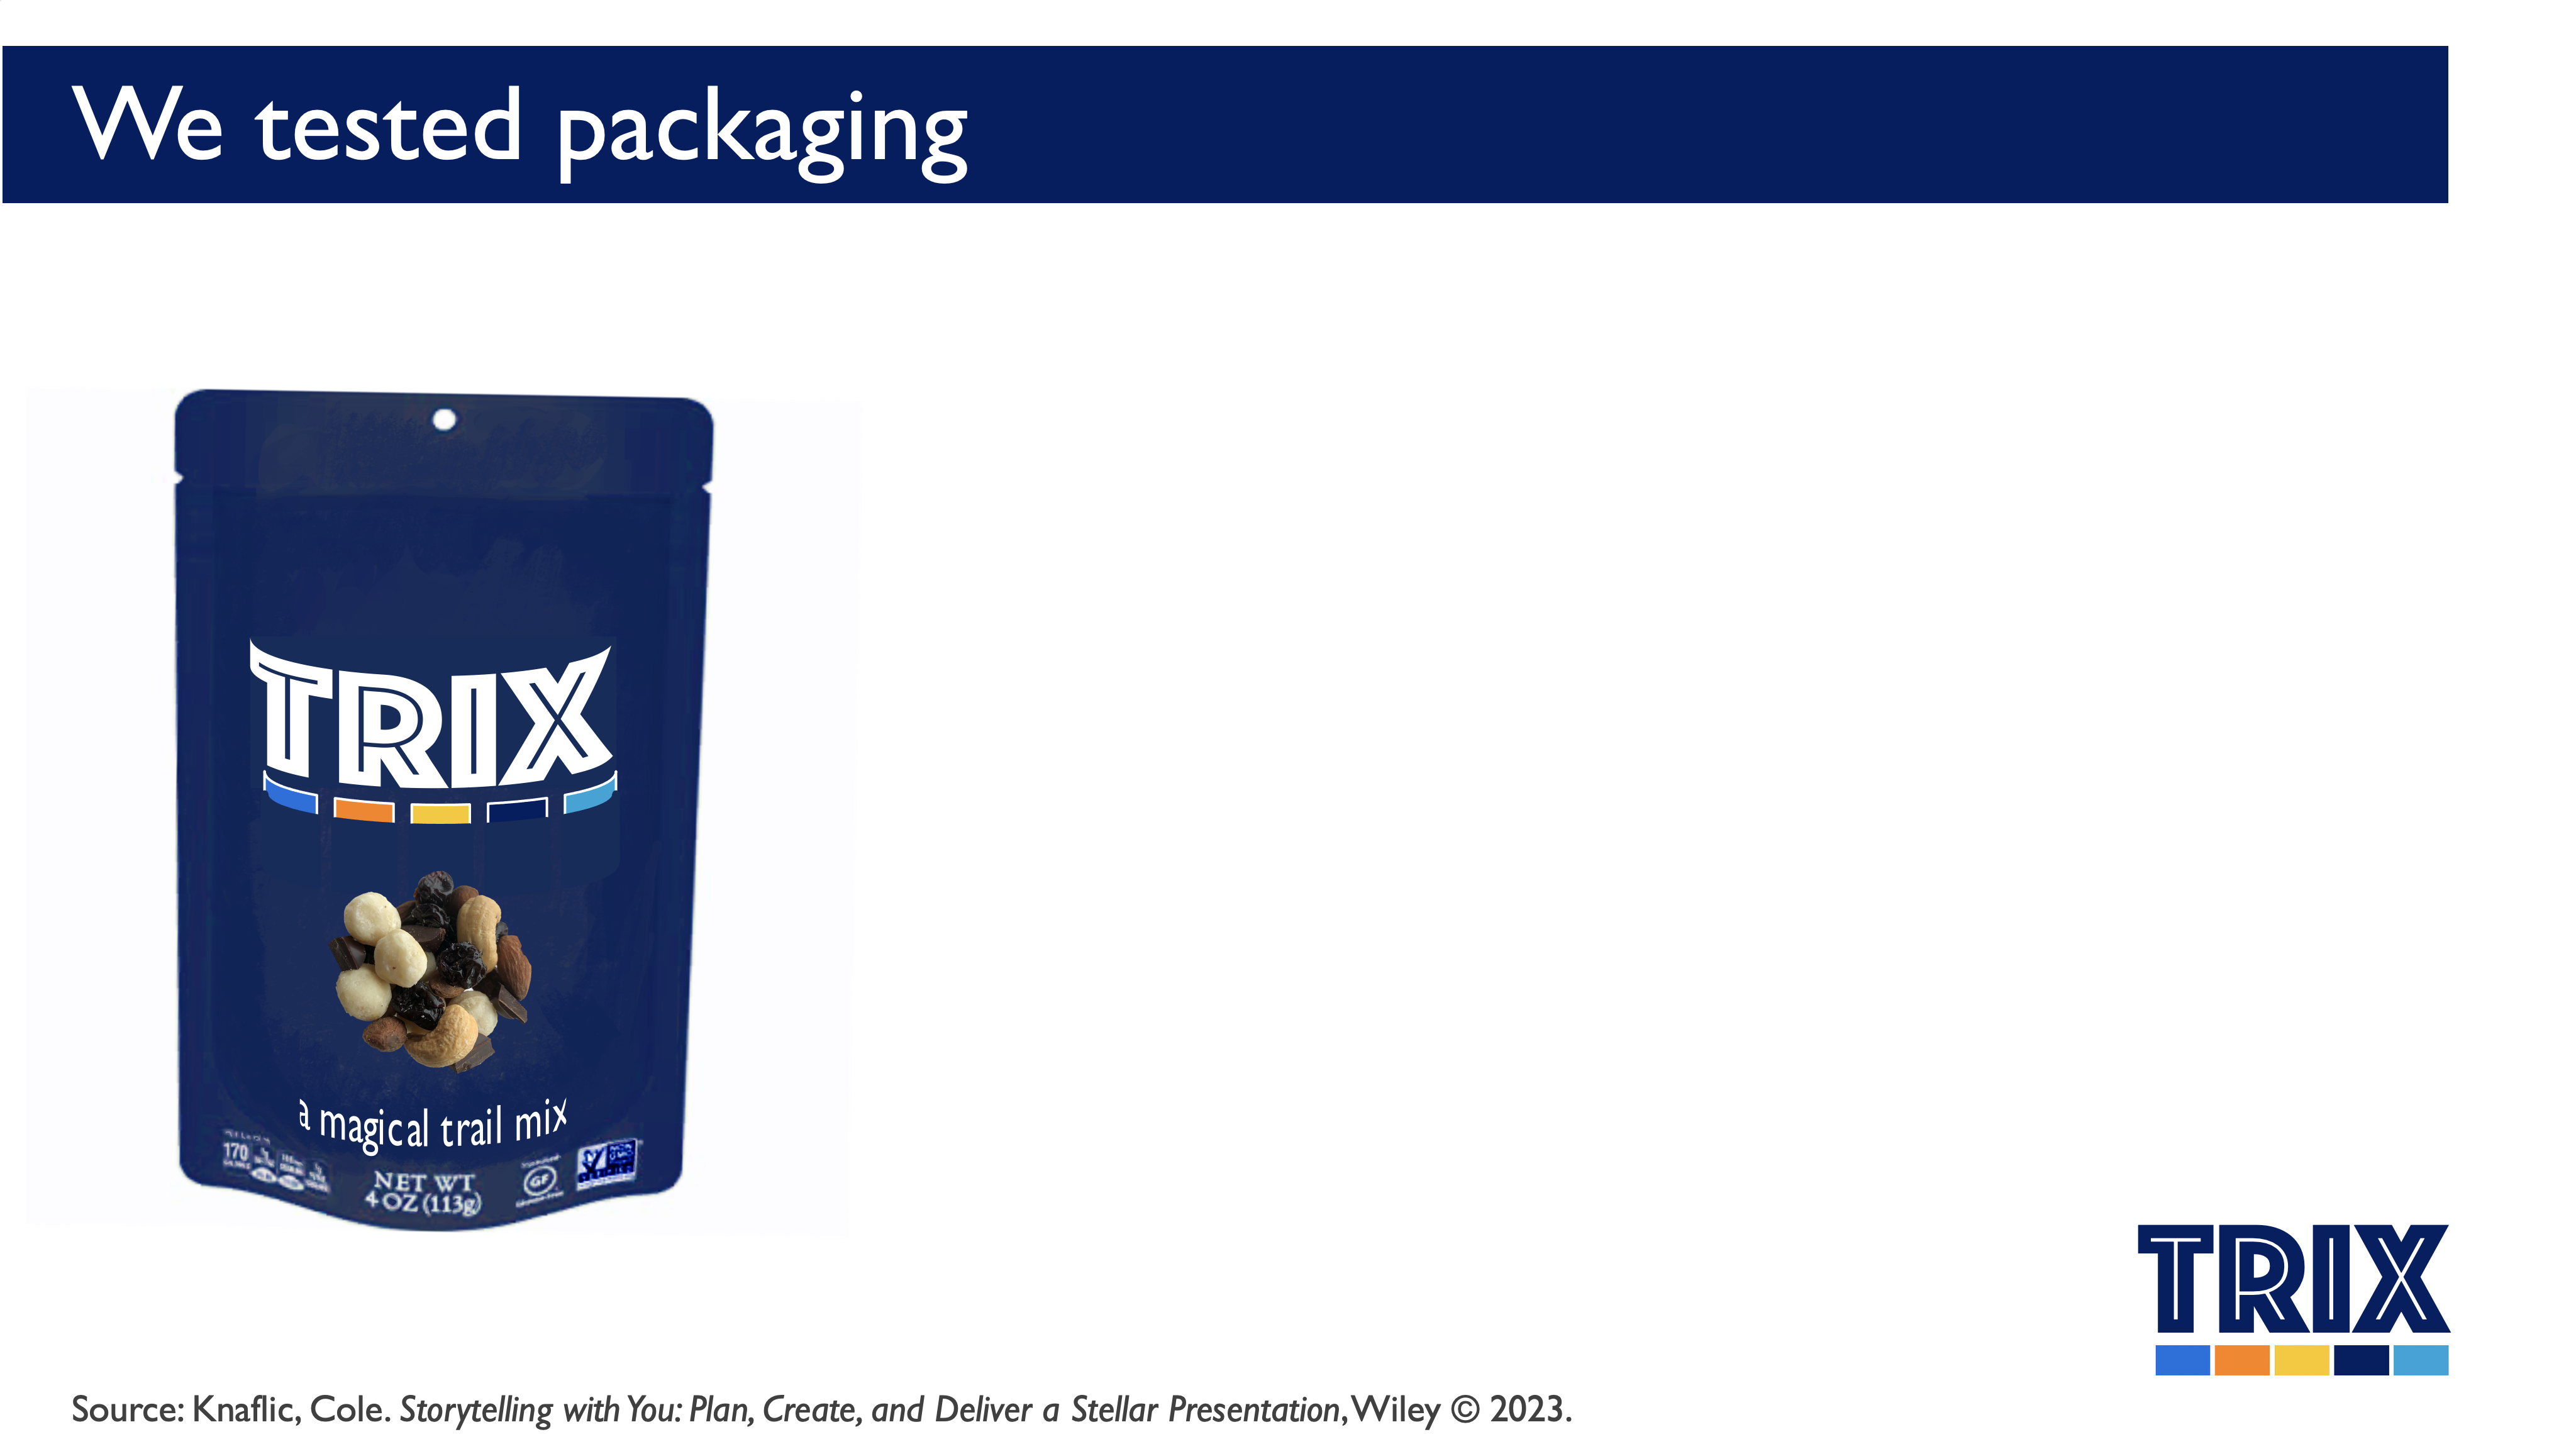 We tested packaging
TRIX
a magical trail mix
170
NET WT
4 OZ (113g)
GF
TRIX
Source: Knaflic, Cole. Storytelling with You: Plan, Create, and Deliver a Stellar Presentation, Wiley © 2023.